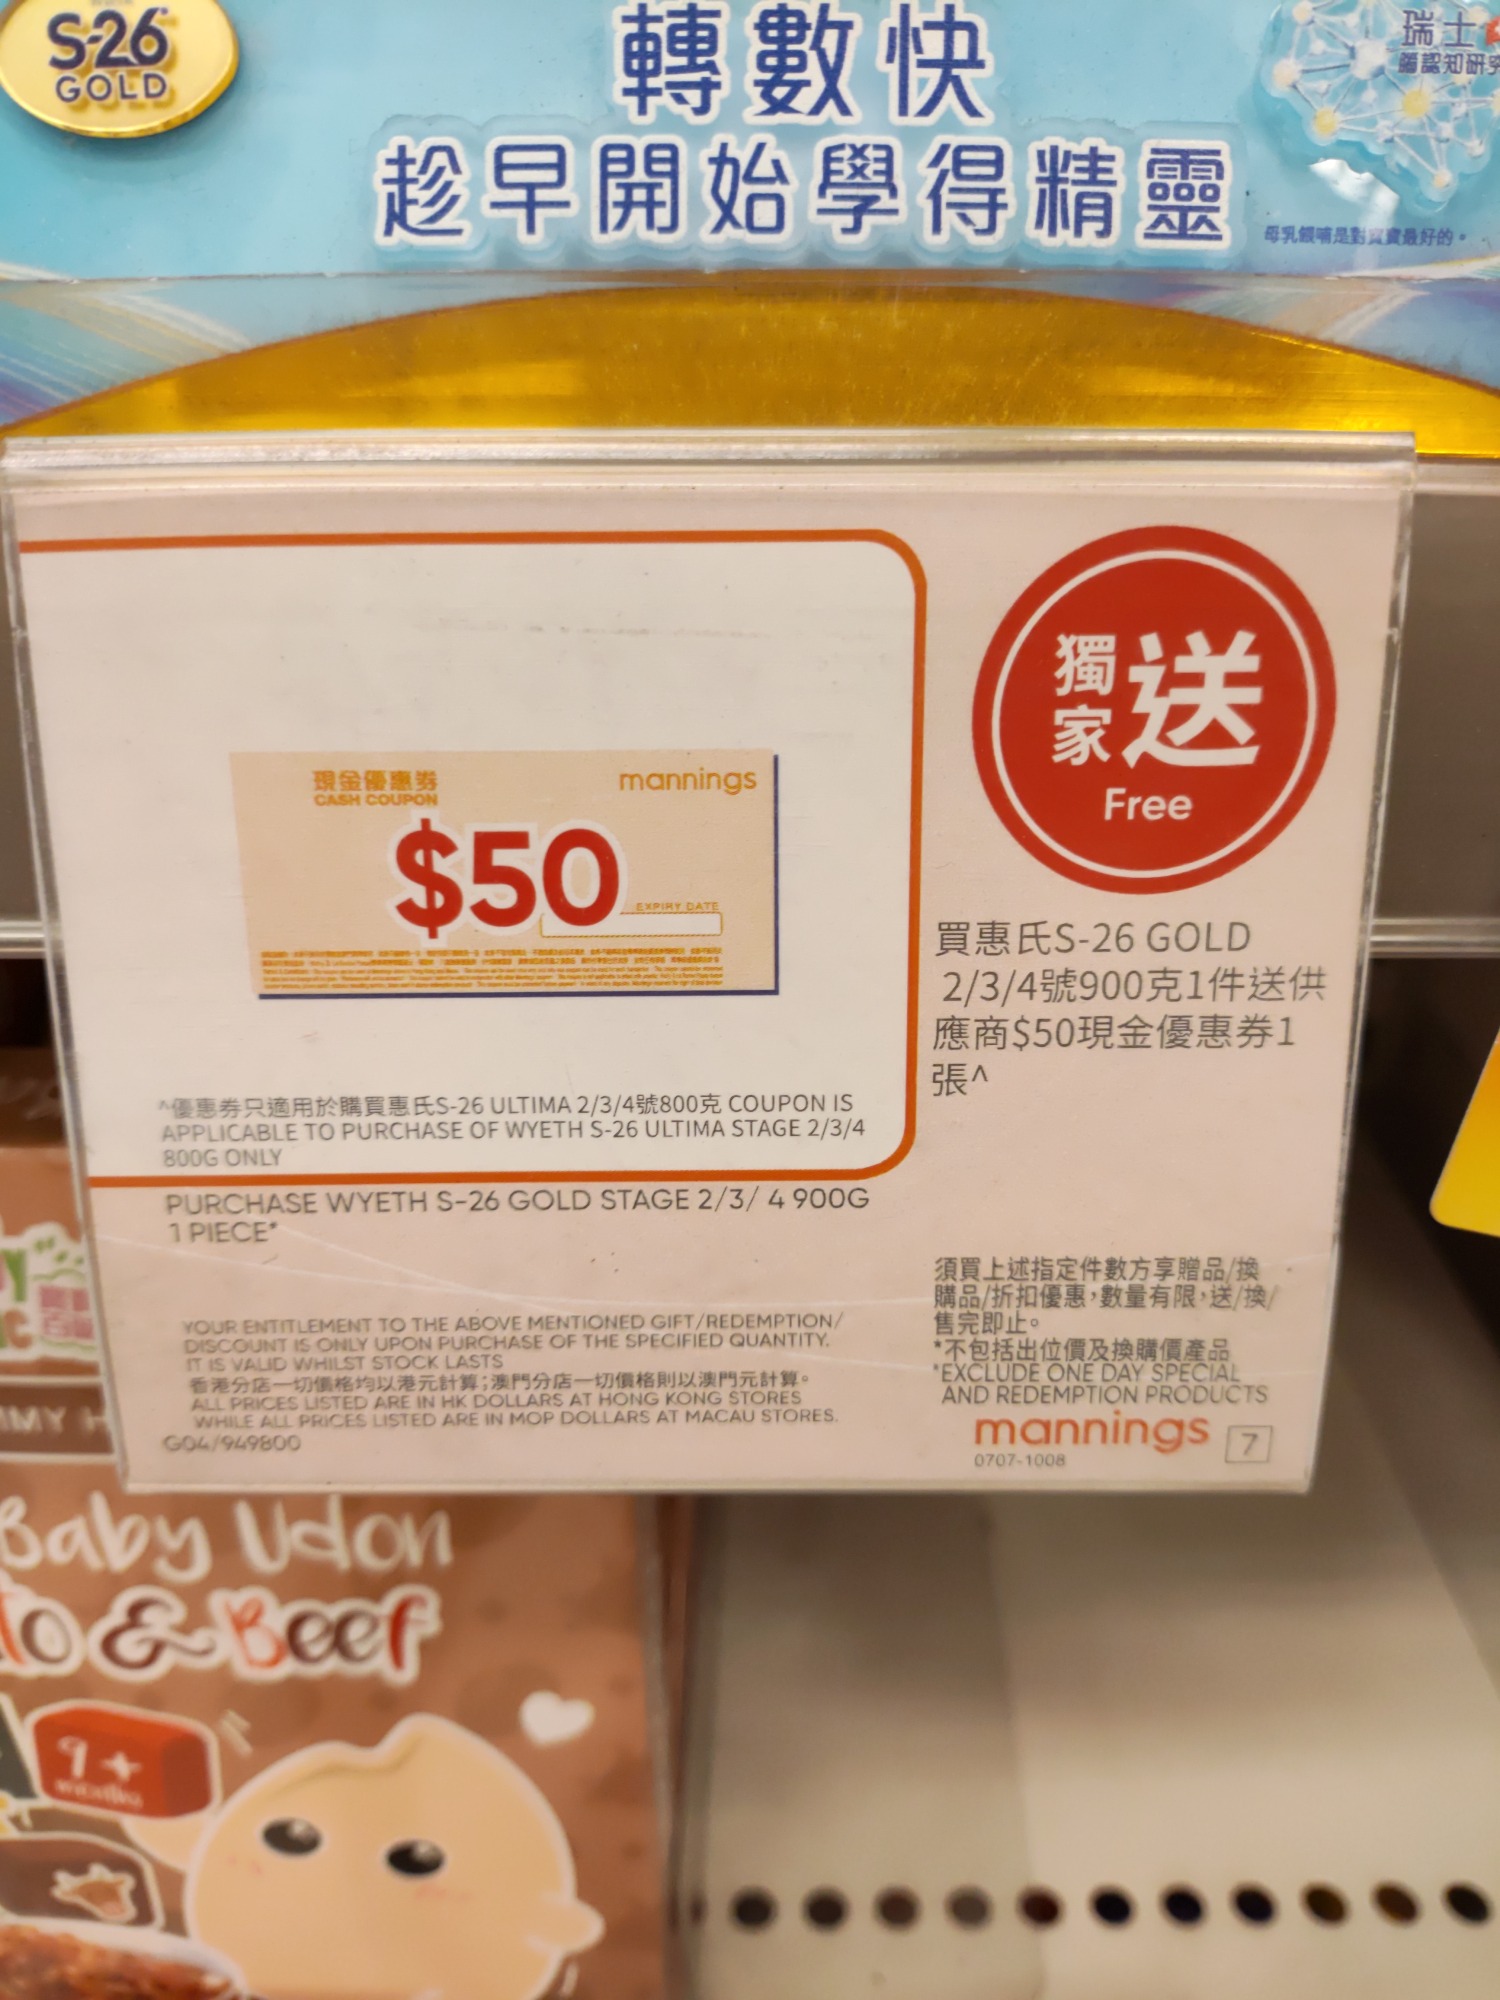 S-26
GOLD
轉數快
趁早開始學得精靈
瑞士
腦認知研究
母乳餵哺是對寶寶最好的。
獨家送
Free
現金優惠券
CASH COUPON
mannings
$50
EXPIRY DATE
買惠氏S-26 GOLD
2/3/4號900克1件送供
應商$50現金優惠券1
張^
^優惠券只適用於購買惠氏S-26 ULTIMA 2/3/4號800克 COUPON IS
APPLICABLE TO PURCHASE OF WYETH S-26 ULTIMA STAGE 2/3/4
800G ONLY
PURCHASE WYETH S-26 GOLD STAGE 2/3/ 4 900G
1 PIECE*
須買上述指定件數方享贈品/換
購品/折扣優惠，數量有限，送/換/
售完即止。
*不包括出位價及換購價產品
*EXCLUDE ONE DAY SPECIAL
AND REDEMPTION PRODUCTS
mannings 7
0707-1008
YOUR ENTITLEMENT TO THE ABOVE MENTIONED GIFT/REDEMPTION/
DISCOUNT IS ONLY UPON PURCHASE OF THE SPECIFIED QUANTITY.
IT IS VALID WHILST STOCK LASTS
香港分店一切價格均以港元計算；澳門分店一切價格則以澳門元計算。
ALL PRICES LISTED ARE IN HK DOLLARS AT HONG KONG STORES
WHILE ALL PRICES LISTED ARE IN MOP DOLLARS AT MACAU STORES.
G04/949800
Baby Udon
& Beef
9+
months